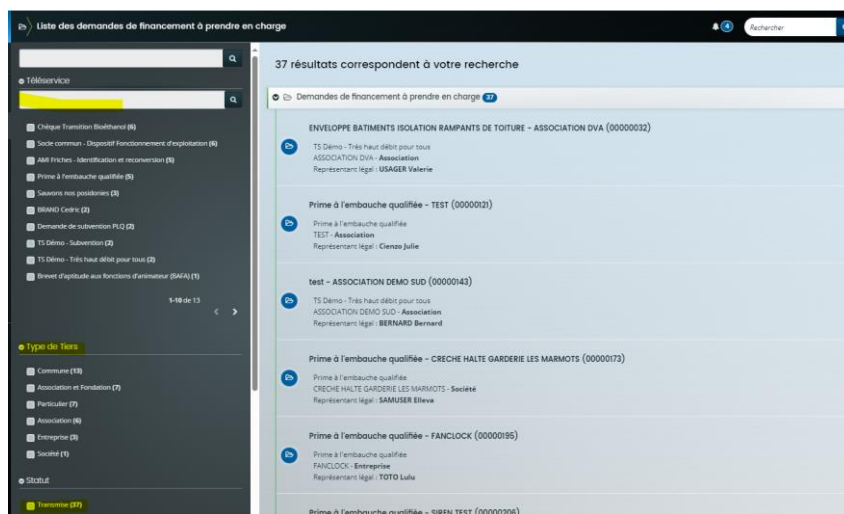 Liste des demandes de financement à prendre en charge
4
Rechercher
Téléservice
Chèque Transition Bioéthanol (6)
Socle commun - Dispositif Fonctionnement d'exploitation (6)
AMI Friches - Identification et reconversion (5)
Prime à l'embauche qualifiée (5)
Sauvons nos posidonies (3)
BRAND Cedric (2)
Demande de subvention PLQ (2)
TS Démo - Subvention (2)
TS Démo - Très haut débit pour tous (2)
Brevet d'aptitude aux fonctions d'animateur (BAFA) (1)
1-10 de 13
Type de Tiers
Commune (13)
Association et Fondation (7)
Particulier (7)
Association (6)
Entreprise (3)
Société (1)
Statut
Transmise (37)
37 résultats correspondent à votre recherche
Demandes de financement à prendre en charge 37
ENVELOPPE BATIMENTS ISOLATION RAMPANTS DE TOITURE - ASSOCIATION DVA (00000032)
TS Démo - Très haut débit pour tous
ASSOCIATION DVA - Association
Représentant légal : USAGER Valerie
Prime à l'embauche qualifiée - TEST (00000121)
Prime à l'embauche qualifiée
TEST - Association
Représentant légal : Cienzo Julie
test - ASSOCIATION DEMO SUD (00000143)
TS Démo - Très haut débit pour tous
ASSOCIATION DEMO SUD - Association
Représentant légal : BERNARD Bernard
Prime à l'embauche qualifiée - CRECHE HALTE GARDERIE LES MARMOTS (00000173)
Prime à l'embauche qualifiée
CRECHE HALTE GARDERIE LES MARMOTS - Société
Représentant légal : SAMUSER Elleva
Prime à l'embauche qualifiée - FANCLOCK (00000195)
Prime à l'embauche qualifiée
FANCLOCK - Entreprise
Représentant légal : TOTO Lulu
Prime à l'embauche qualifiée - SIREN TEST (00000206)